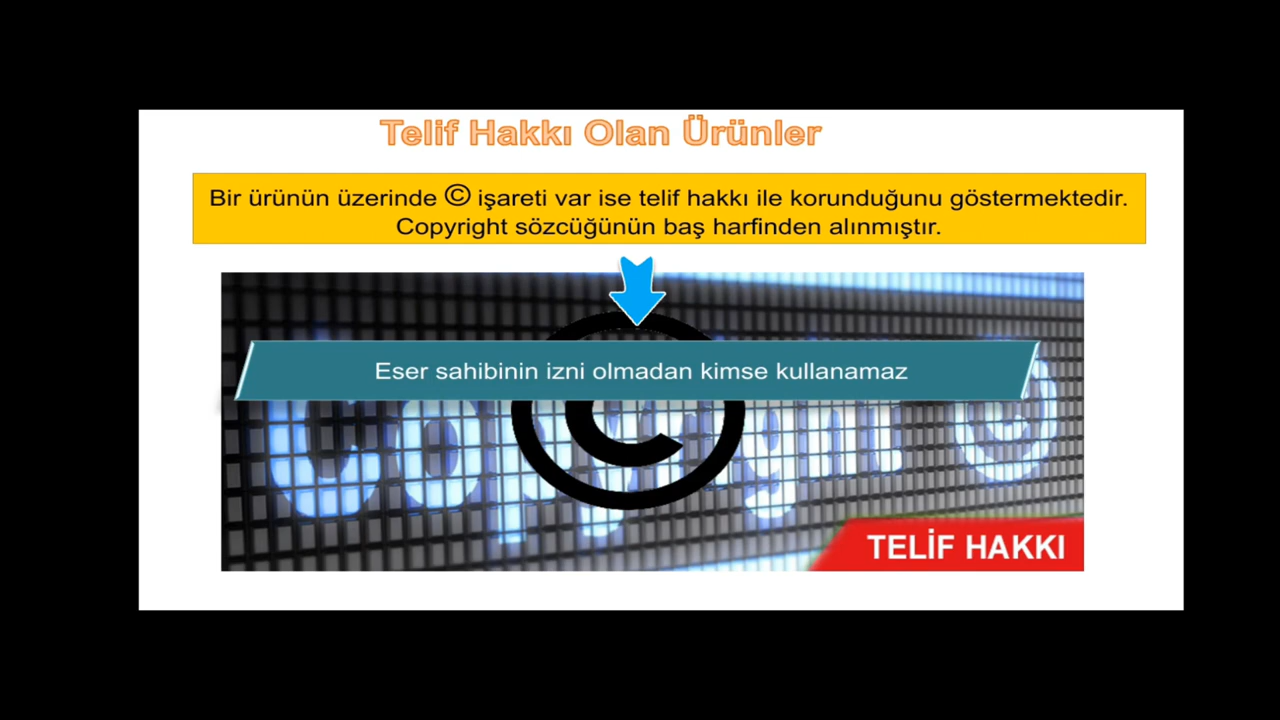 Telif Hakkı Olan Ürünler
Bir ürünün üzerinde © işareti var ise telif hakkı ile korunduğunu göstermektedir.
Copyright sözcüğünün baş harfinden alınmıştır.
Eser sahibinin izni olmadan kimse kullanamaz
Copyright ©
©
TELİF HAKKI